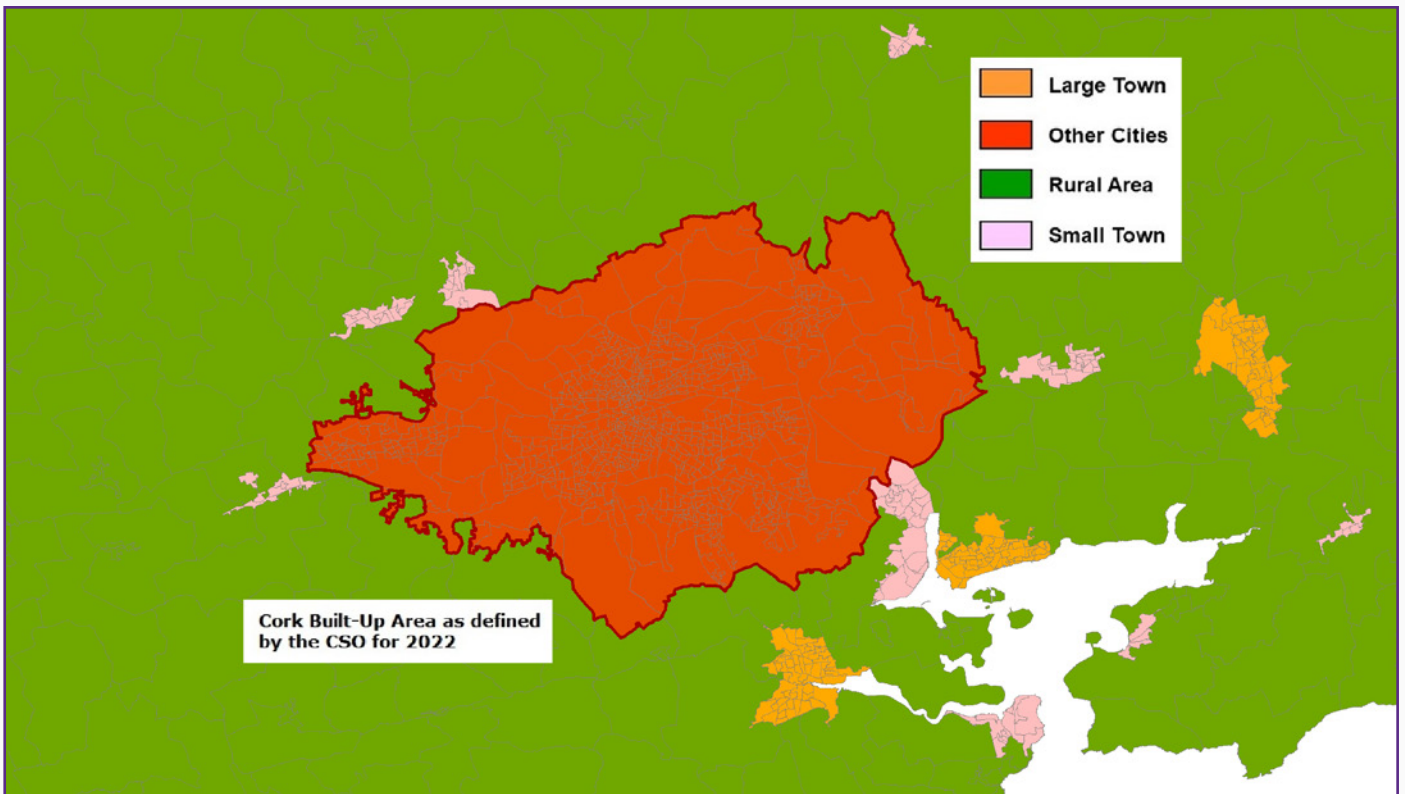 Large Town
Other Cities
Rural Area
Small Town
Cork Built-Up Area as defined
by the CSO for 2022